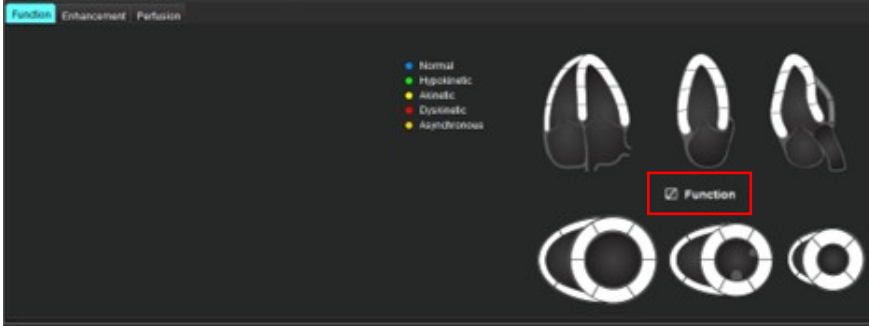 Function Enhancement Perfusion
Normal
Hypokinetic
Akinetic
Dyskinetic
Asynchronous
Function